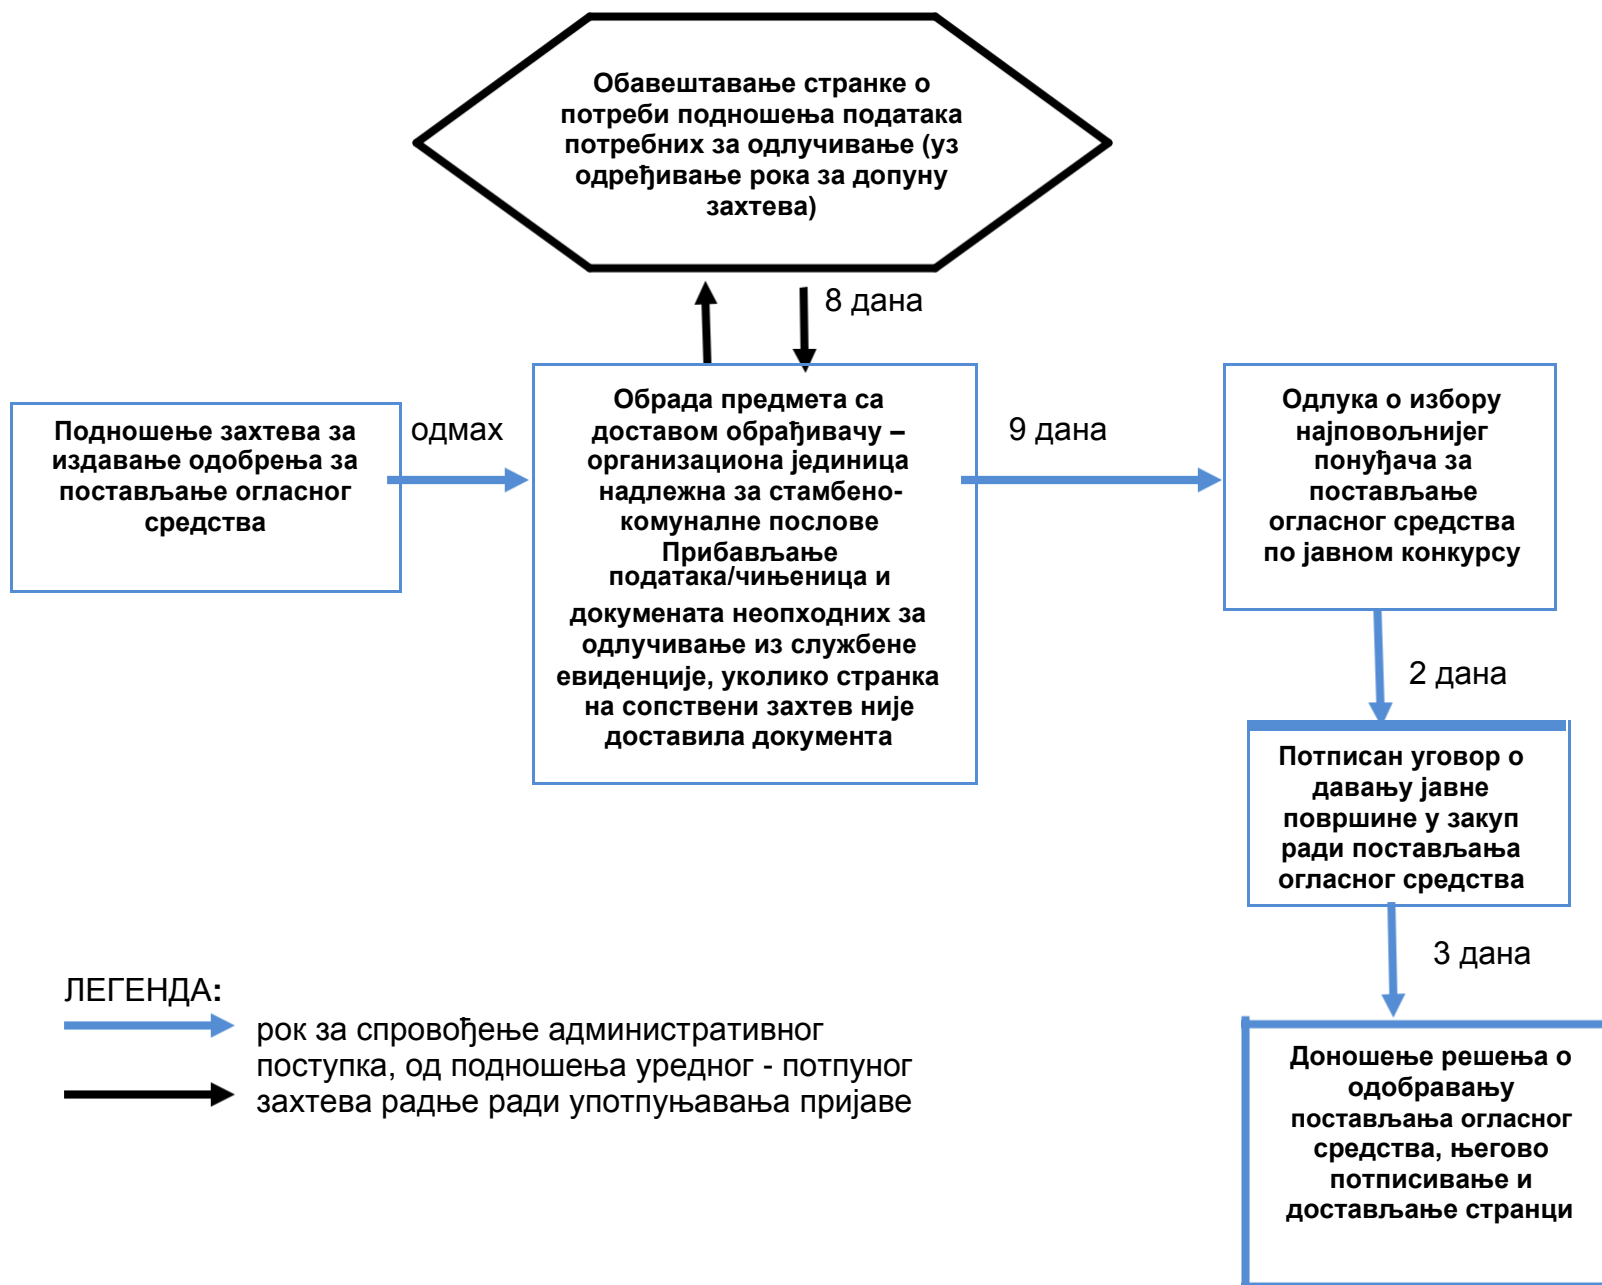 Обавештавање странке о
потреби подношења података
потребних за одлучивање (уз
одређивање рока за допуну
захтева)
8 дана
Подношење захтева за
издавање одобрења за
постављање огласног
средства
одмах
Обрада предмета са
доставом обрађивачу –
организациона јединица
надлежна за стамбено-
комуналне послове
Прибављање
података/чињеница и
докумената неопходних за
одлучивање из службене
евиденције, уколико странка
на сопствени захтев није
доставила документа
9 дана
Одлука о избору
најповољнијег
понуђача за
постављање
огласног средства
по јавном конкурсу
2 дана
Потписан уговор о
давању јавне
површине у закуп
ради постављања
огласног средства
3 дана
Доношење решења о
одобравању
постављања огласног
средства, његово
потписивање и
достављање странци
ЛЕГЕНДА:
рок за спровођење административног
поступка, од подношења уредног - потпуног
захтева радње ради употпуњавања пријаве